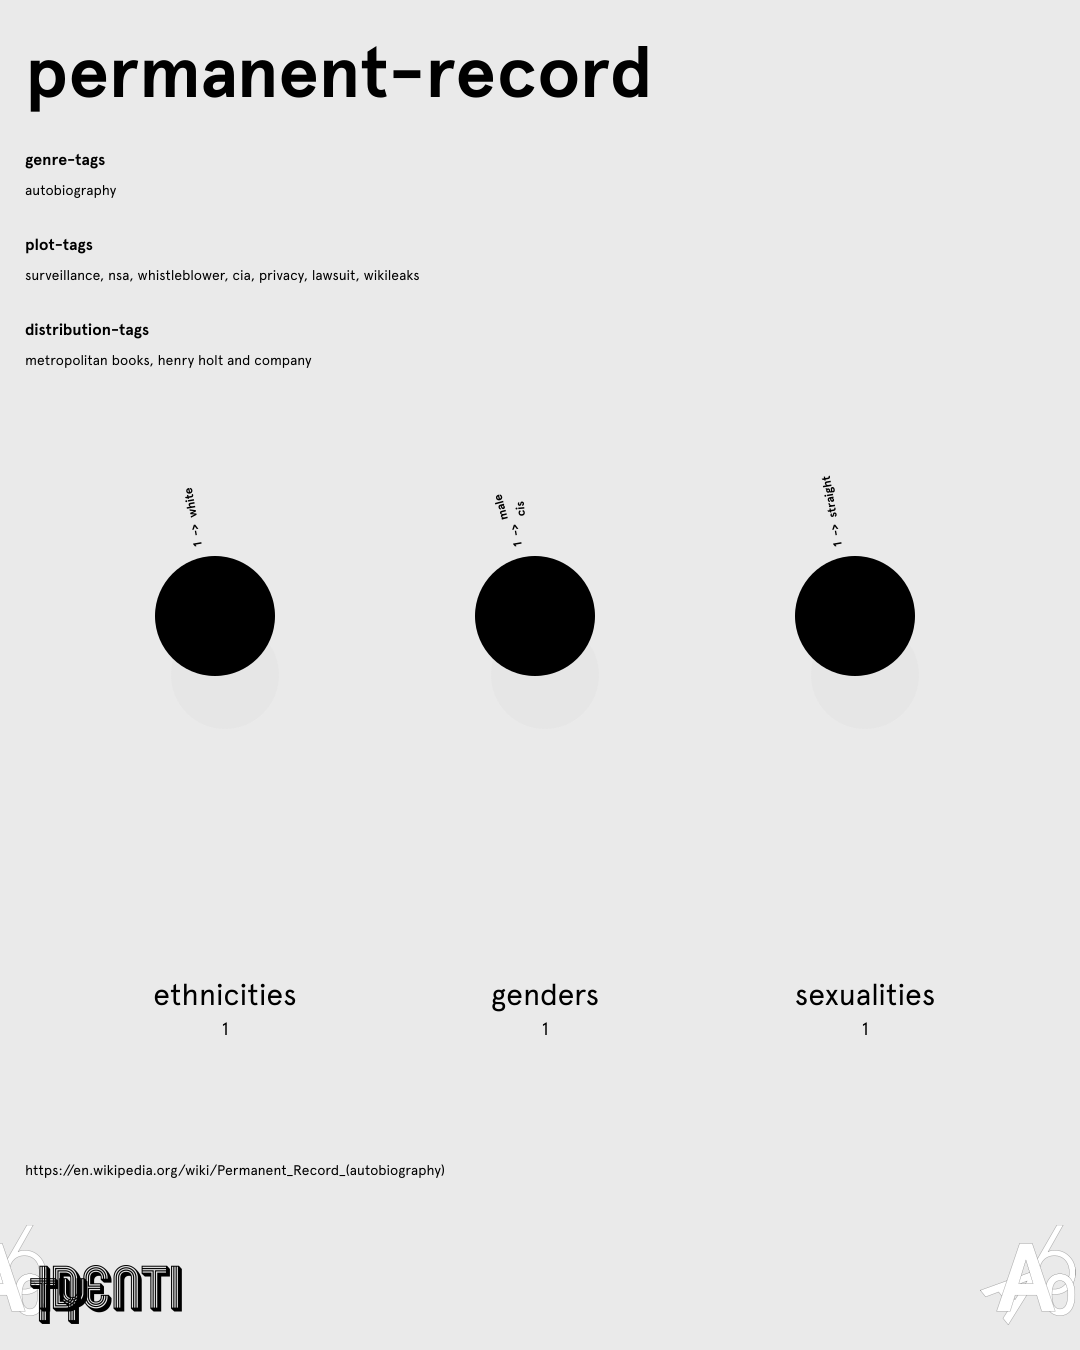 permanent-record
genre-tags
autobiography
plot-tags
surveillance, nsa, whistleblower, cia, privacy, lawsuit, wikileaks
distribution-tags
metropolitan books, henry holt and company
1 -> white
1 -> male
cis
1 -> straight
ethnicities
1
genders
1
sexualities
1
https://en.wikipedia.org/wiki/Permanent_Record_(autobiography)
IDENTI
TY